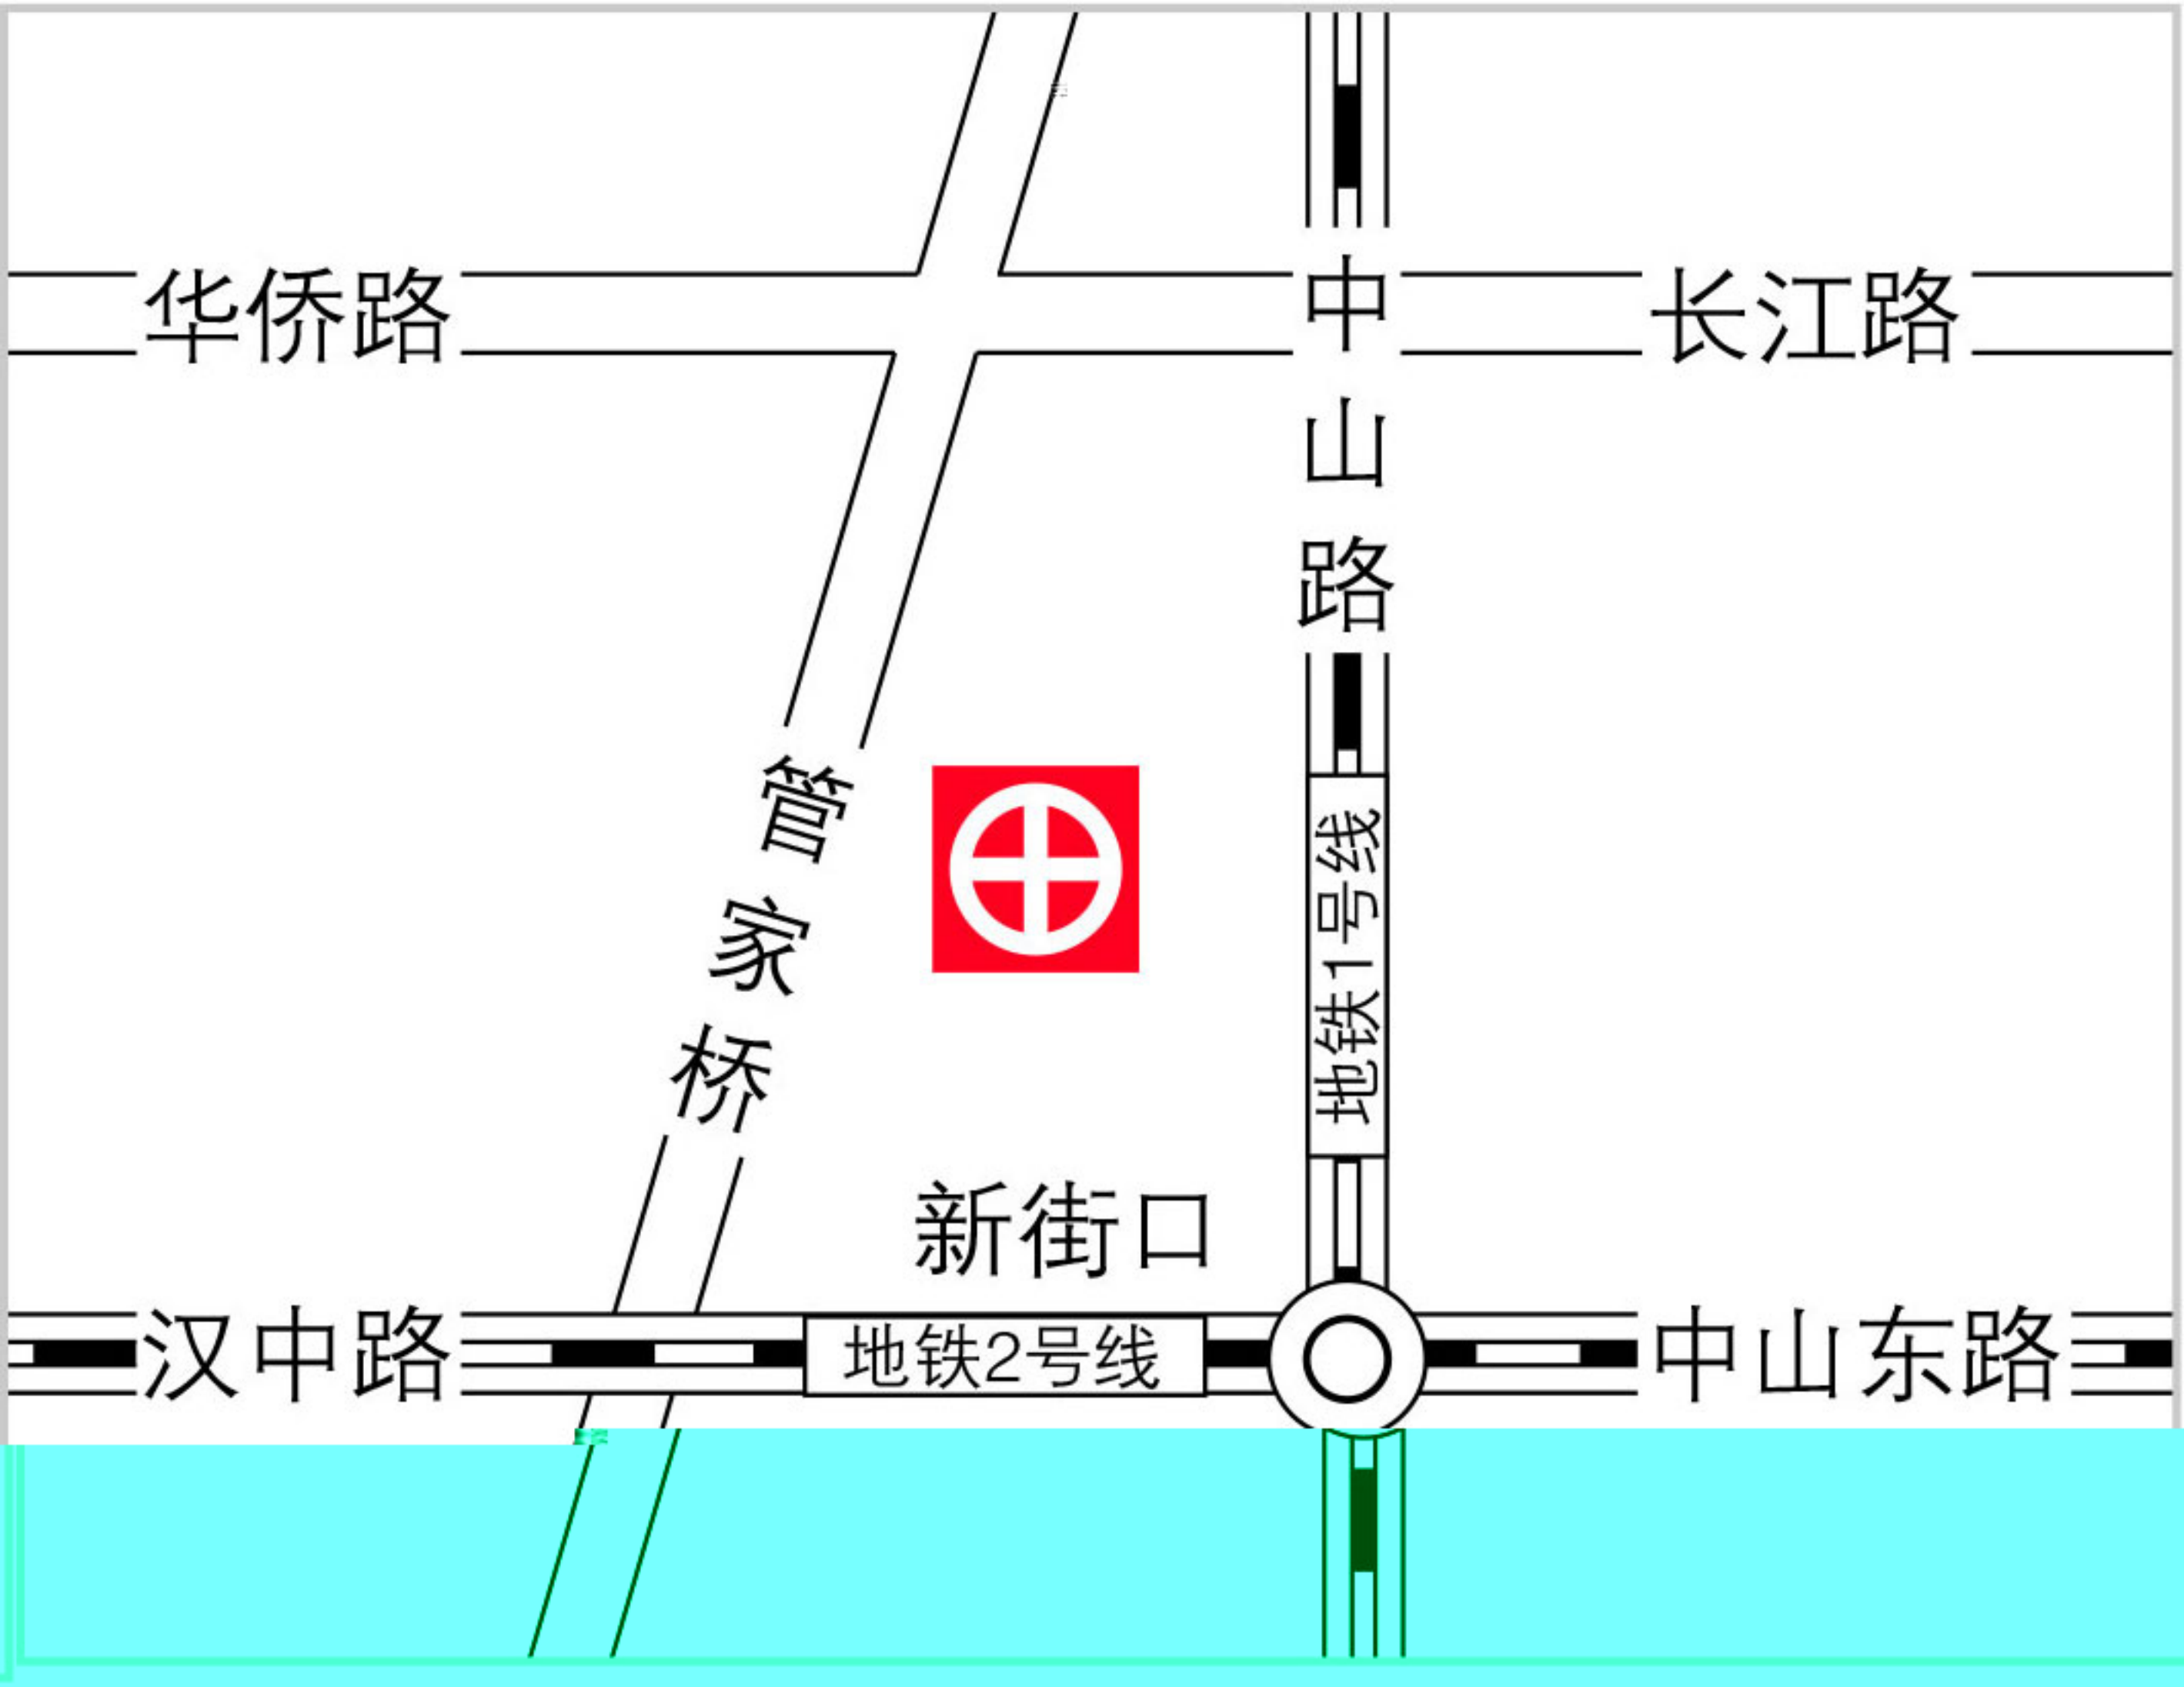 华侨路
中山路
长江路
管家桥
地铁1号线
新街口
汉中路
地铁2号线
中山东路